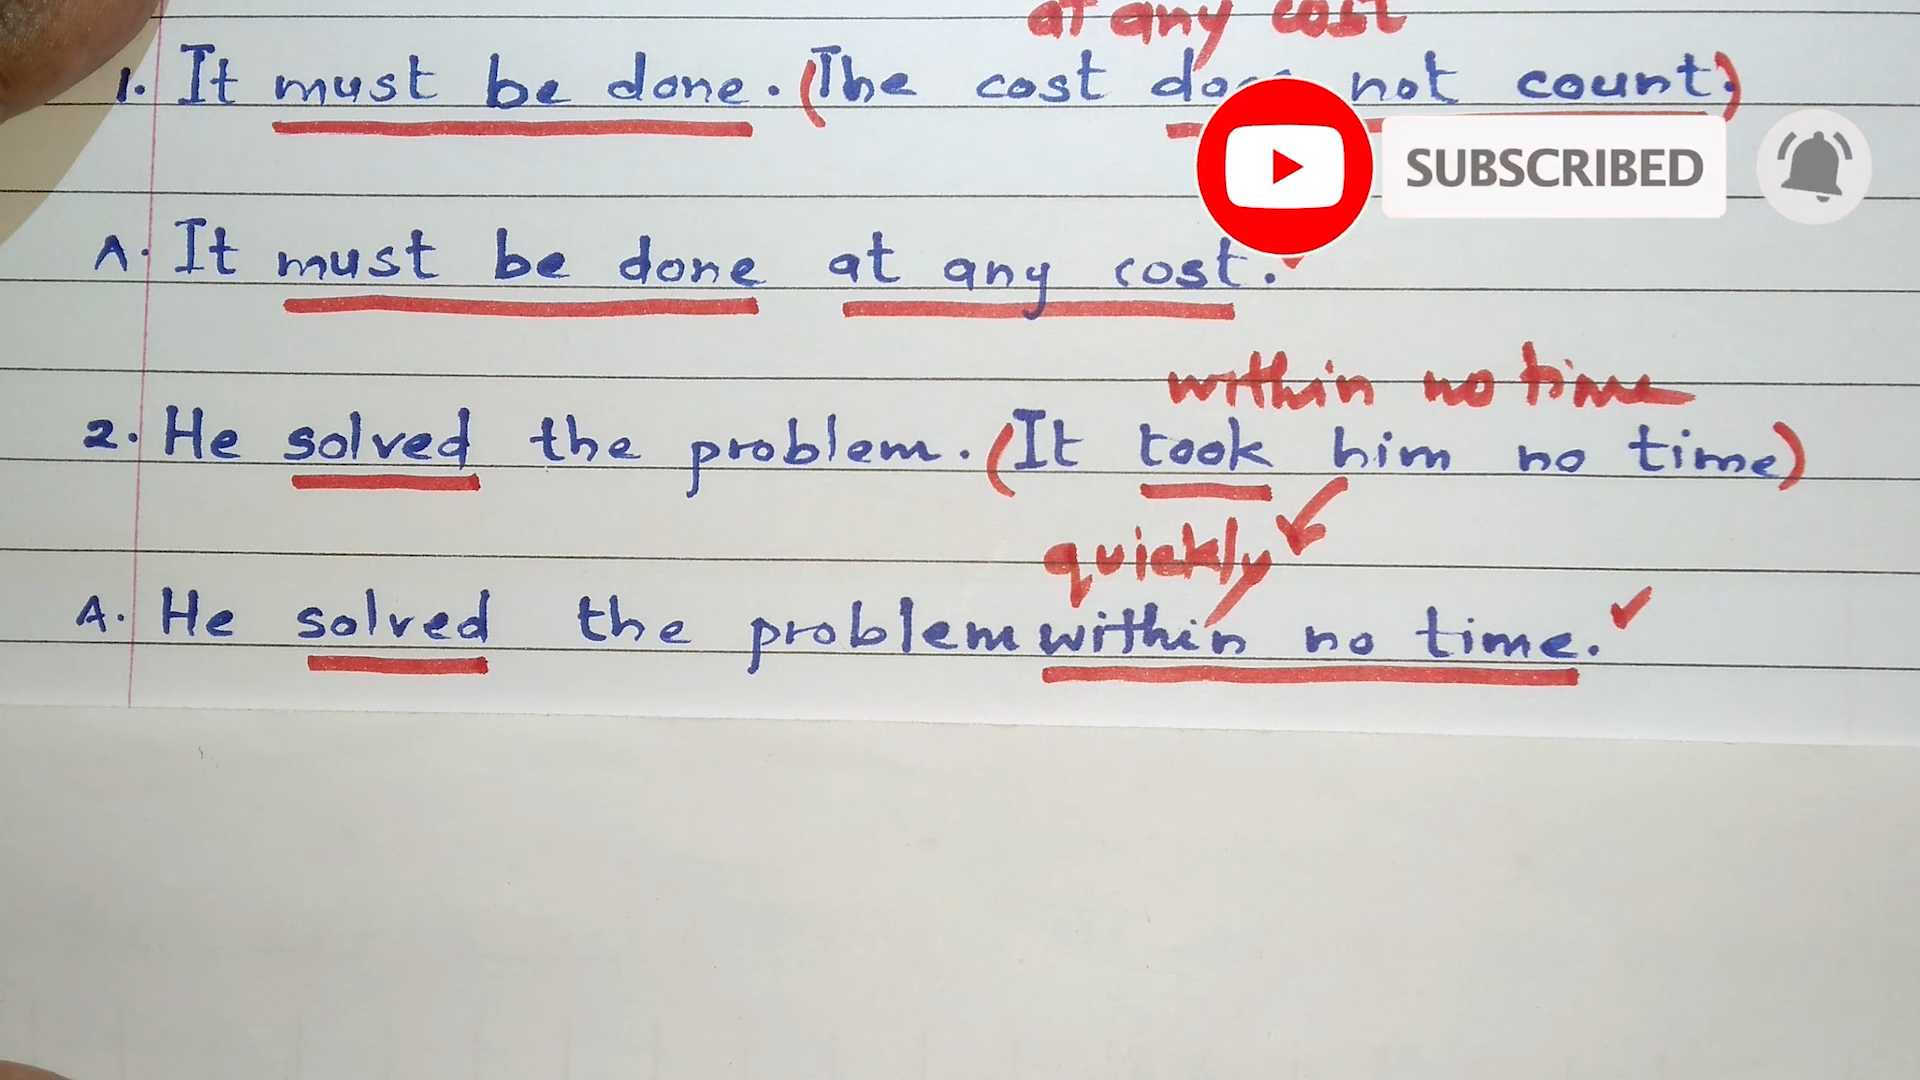 at any cost
1. It must be done. (The cost does not count.)
SUBSCRIBED
A. It must be done at any cost.
within no time
2. He solved the problem. (It took him no time)
quickly
A. He solved the problem within no time.